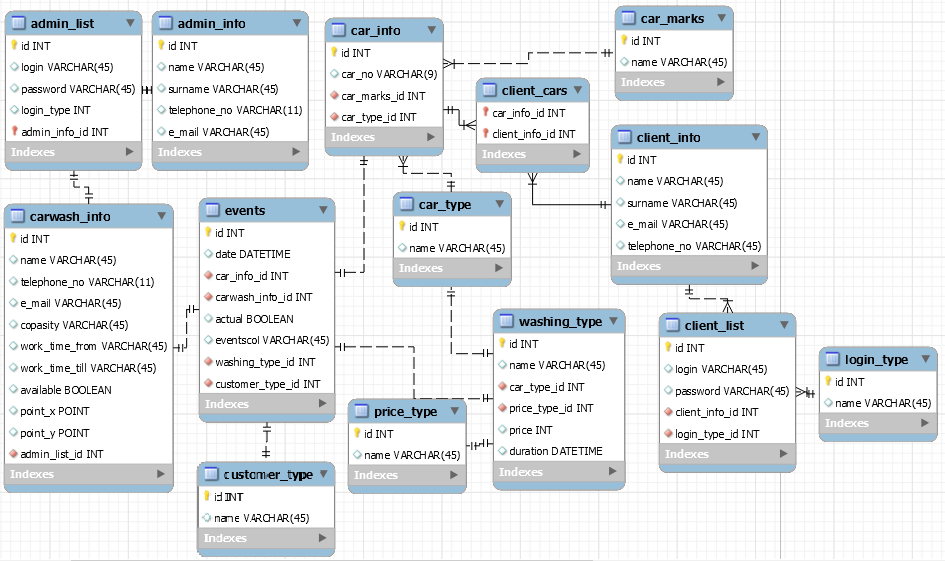 admin_list
id INT
login VARCHAR(45)
password VARCHAR(45)
login_type INT
admin_info_id INT
Indexes
admin_info
id INT
name VARCHAR(45)
surname VARCHAR(45)
telephone_no VARCHAR(11)
e_mail VARCHAR(45)
Indexes
car_info
id INT
car_no VARCHAR(9)
car_marks_id INT
car_type_id INT
Indexes
car_marks
id INT
name VARCHAR(45)
Indexes
client_cars
car_info_id INT
client_info_id INT
Indexes
client_info
id INT
name VARCHAR(45)
surname VARCHAR(45)
e_mail VARCHAR(45)
telephone_no VARCHAR(45)
Indexes
carwash_info
id INT
name VARCHAR(45)
telephone_no VARCHAR(11)
e_mail VARCHAR(45)
copasity VARCHAR(45)
work_time_from VARCHAR(45)
work_time_till VARCHAR(45)
available BOOLEAN
point_x POINT
point_y POINT
admin_list_id INT
Indexes
events
id INT
date DATETIME
car_info_id INT
carwash_info_id INT
actual BOOLEAN
eventscol VARCHAR(45)
washing_type_id INT
customer_type_id INT
Indexes
car_type
id INT
name VARCHAR(45)
Indexes
washing_type
id INT
name VARCHAR(45)
car_type_id INT
price_type_id INT
price INT
duration DATETIME
Indexes
client_list
id INT
login VARCHAR(45)
password VARCHAR(45)
client_info_id INT
login_type_id INT
Indexes
login_type
id INT
name VARCHAR(45)
Indexes
price_type
id INT
name VARCHAR(45)
Indexes
customer_type
id INT
name VARCHAR(45)
Indexes